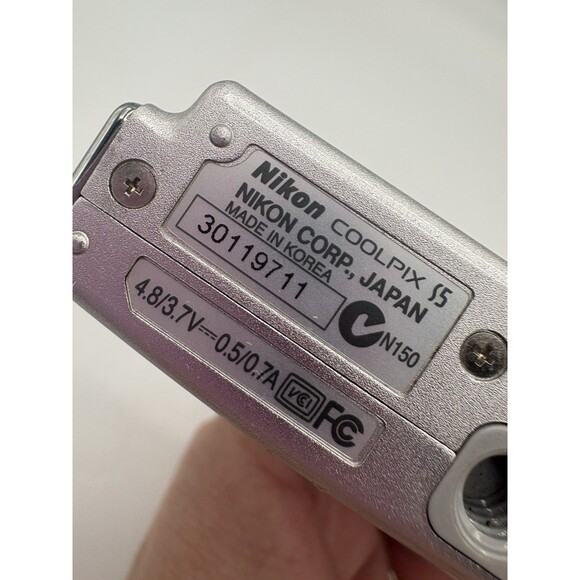 Nikon COOLPIX S5
NIKON CORP., JAPAN
MADE IN KOREA
30119711
N150
4.8/3.7V⎓0.5/0.7A VCI FC